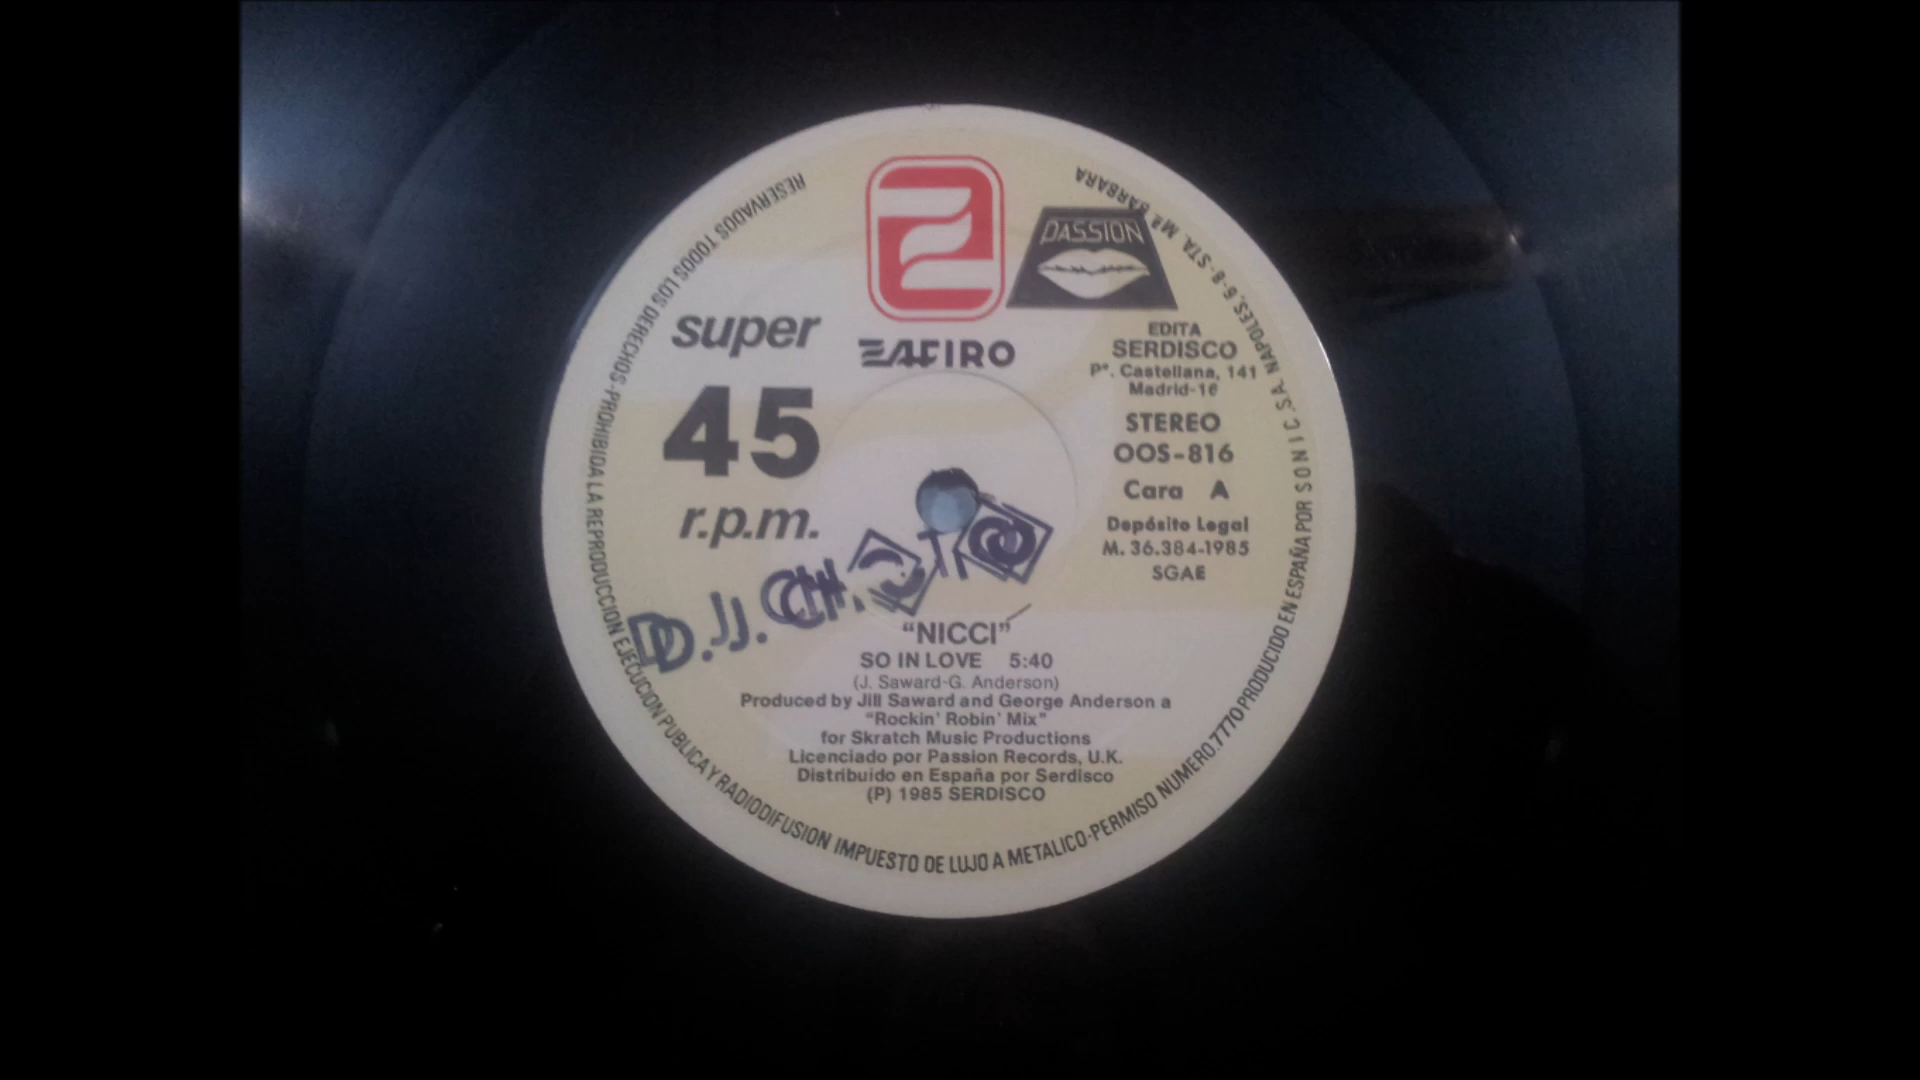 ZAFIRO
PASSION
super
45
r.p.m.
EDITA
SERDISCO
Pº. Castellana, 141
Madrid-16
STEREO
OOS-816
Cara A
Depósito Legal
M. 36.384-1985
SGAE
D.J. CHOTO
“NICCI”
SO IN LOVE 5:40
(J. Saward-G. Anderson)
Produced by Jill Saward and George Anderson a
“Rockin’ Robin’ Mix”
for Skratch Music Productions
Licenciado por Passion Records, U.K.
Distribuido en España por Serdisco
(P) 1985 SERDISCO
RESERVADOS TODOS LOS DERECHOS-PROHIBIDA LA REPRODUCCION EJECUCION PUBLICA Y RADIODIFUSION IMPUESTO DE LUJO A METALICO-PERMISO NUMERO.7770 PRODUCIDO EN ESPAÑA POR SONIC,S.A. NAPOLES, 6-8-STA. Mª. BARBARA